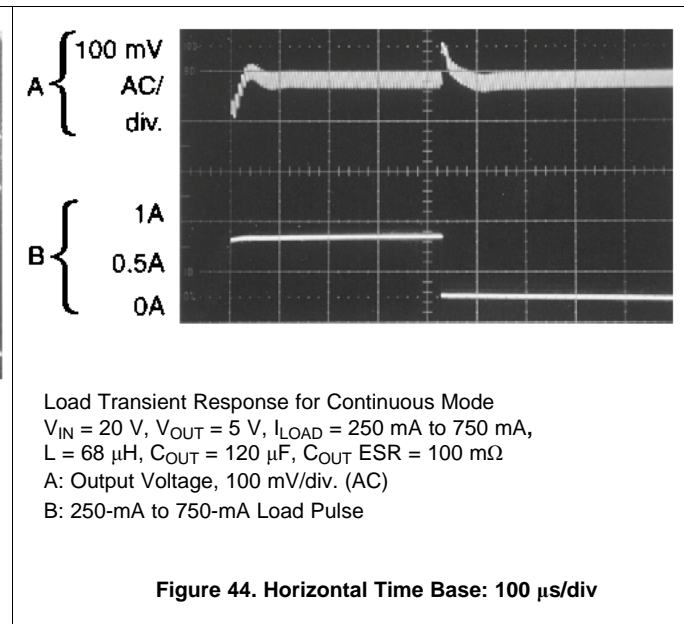 100 mV
A
AC/
div.
1A
B
0.5A
0A
Load Transient Response for Continuous Mode
VIN = 20 V, VOUT = 5 V, ILOAD = 250 mA to 750 mA,
L = 68 μH, COUT = 120 μF, COUT ESR = 100 mΩ
A: Output Voltage, 100 mV/div. (AC)
B: 250-mA to 750-mA Load Pulse
Figure 44. Horizontal Time Base: 100 μs/div